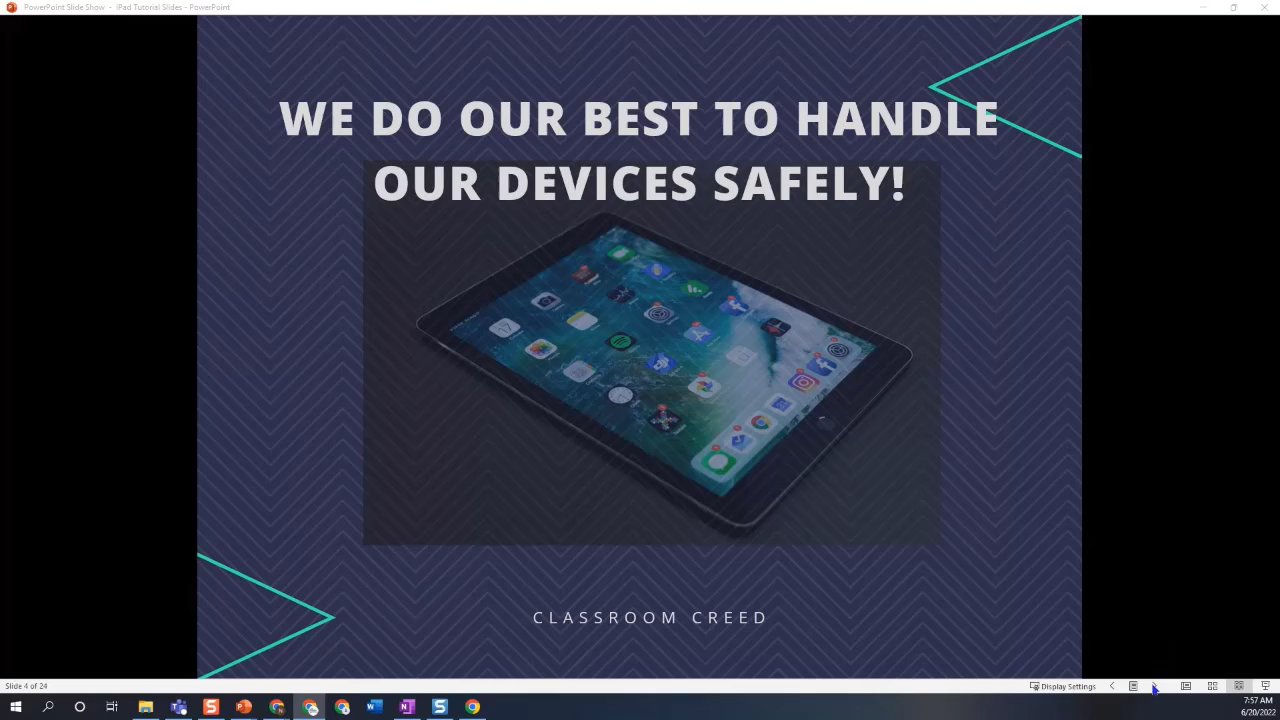 PowerPoint Slide Show - iPad Tutorial Slides - PowerPoint
WE DO OUR BEST TO HANDLE
OUR DEVICES SAFELY!
CLASSROOM CREED
Slide 4 of 24
Display Settings
7:57 AM
6/20/2022